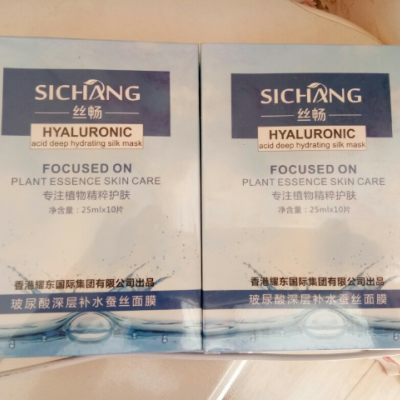 SICHANG
丝畅
HYALURONIC
acid deep hydrating silk mask
FOCUSED ON
PLANT ESSENCE SKIN CARE
专注植物精粹护肤
净含量：25mlx10片
香港耀东国际集团有限公司出品
玻尿酸深层补水蚕丝面膜
SICHANG
丝畅
HYALURONIC
acid deep hydrating silk mask
FOCUSED ON
PLANT ESSENCE SKIN CARE
专注植物精粹护肤
净含量：25mlx10片
香港耀东国际集团有限公司出品
玻尿酸深层补水蚕丝面膜